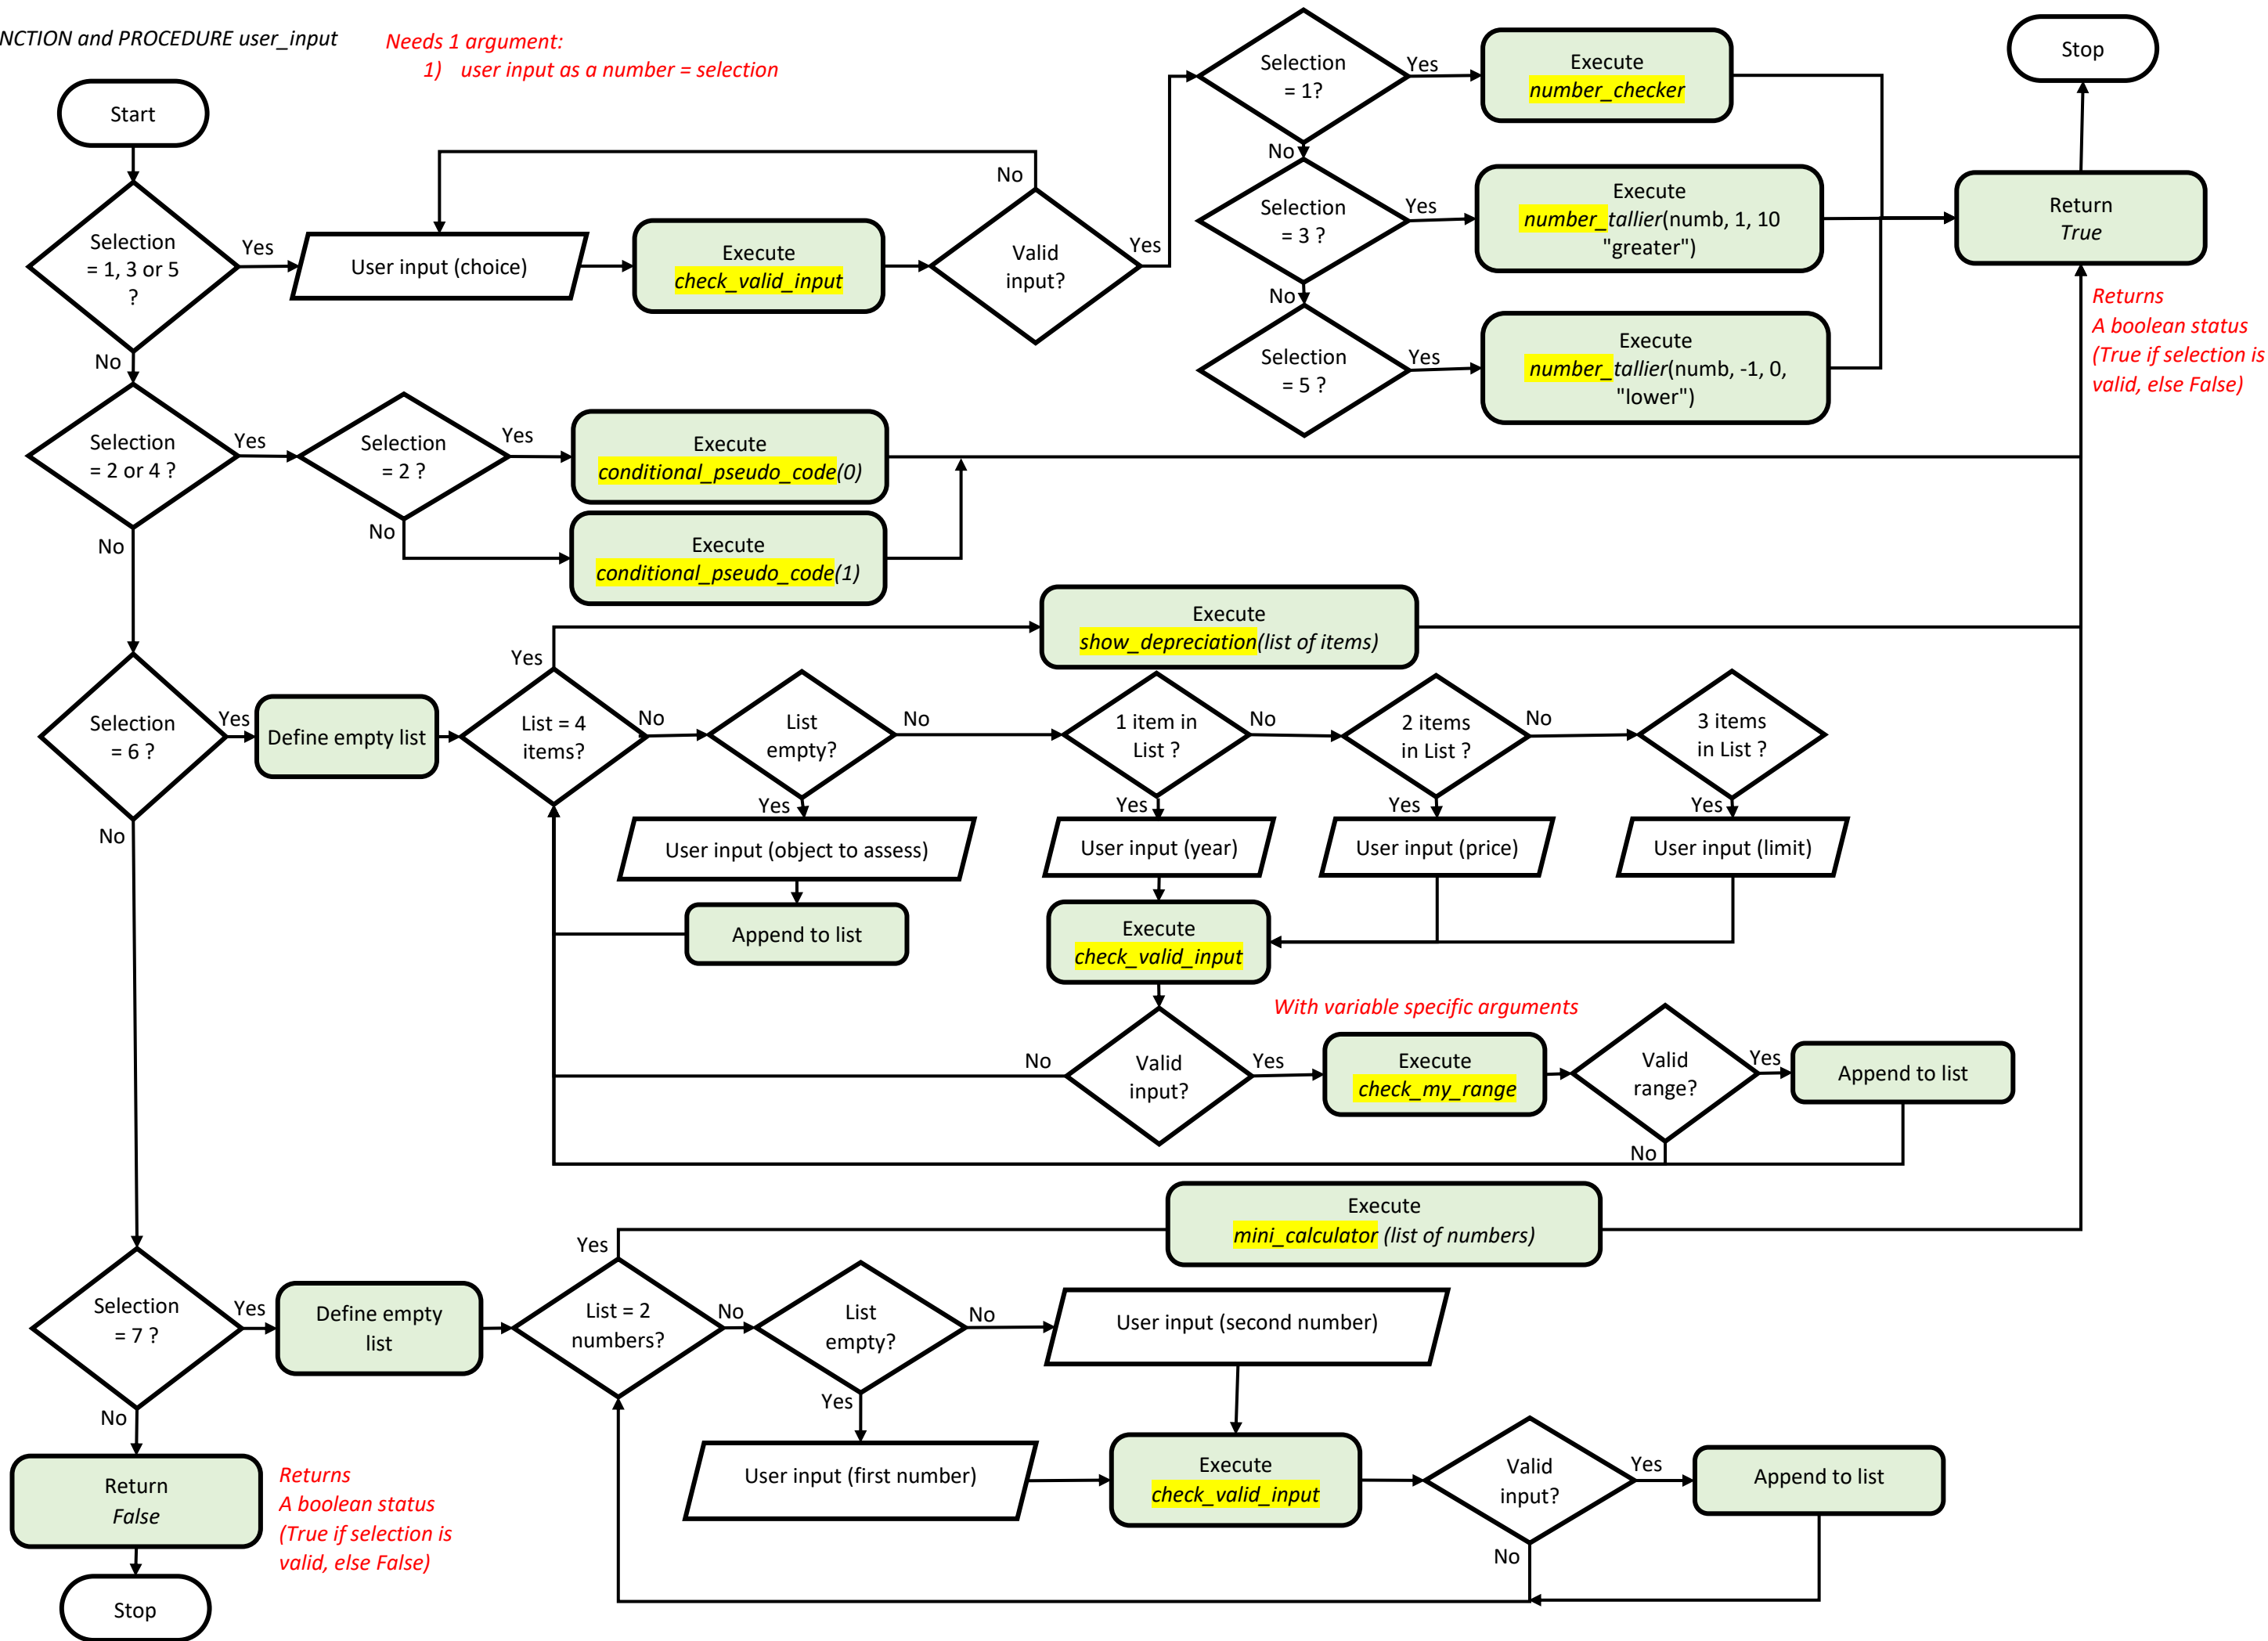 NCTION and PROCEDURE user_input
Needs 1 argument:
1) user input as a number = selection
Start
Selection
= 1, 3 or 5
?
Yes
No
User input (choice)
Execute
check_valid_input
Valid
input?
No
Yes
Selection
= 1?
Yes
No
Execute
number_checker
Selection
= 3 ?
Yes
No
Execute
number_tallier(numb, 1, 10
"greater")
Selection
= 5 ?
Yes
Execute
number_tallier(numb, -1, 0,
"lower")
Stop
Return
True
Returns
A boolean status
(True if selection is
valid, else False)
Selection
= 2 or 4 ?
Yes
No
Selection
= 2 ?
Yes
No
Execute
conditional_pseudo_code(0)
Execute
conditional_pseudo_code(1)
Execute
show_depreciation(list of items)
Selection
= 6 ?
Yes
No
Define empty list
List = 4
items?
Yes
No
List
empty?
No
Yes
1 item in
List ?
No
Yes
2 items
in List ?
No
Yes
3 items
in List ?
Yes
User input (object to assess)
User input (year)
User input (price)
User input (limit)
Append to list
Execute
check_valid_input
With variable specific arguments
Valid
input?
No
Yes
Execute
check_my_range
Valid
range?
Yes
No
Append to list
Execute
mini_calculator (list of numbers)
Selection
= 7 ?
Yes
No
Define empty
list
List = 2
numbers?
Yes
No
List
empty?
No
Yes
User input (second number)
User input (first number)
Execute
check_valid_input
Valid
input?
Yes
No
Append to list
Return
False
Returns
A boolean status
(True if selection is
valid, else False)
Stop